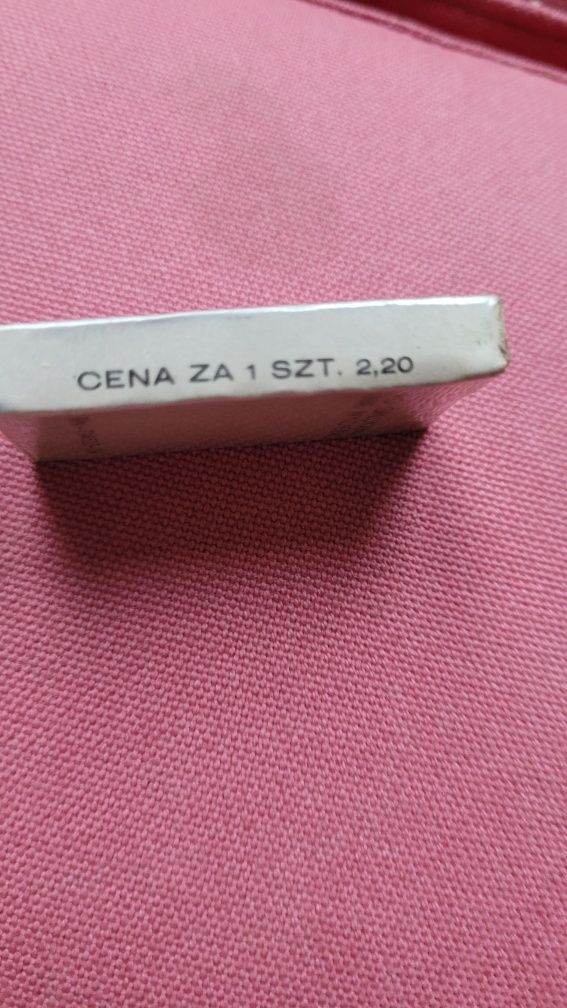 CENA ZA 1 SZT. 2,20